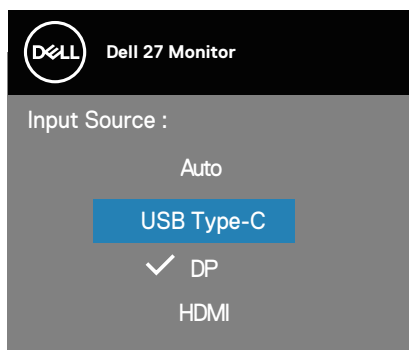 DELL Dell 27 Monitor
Input Source :
Auto
USB Type-C
DP
HDMI